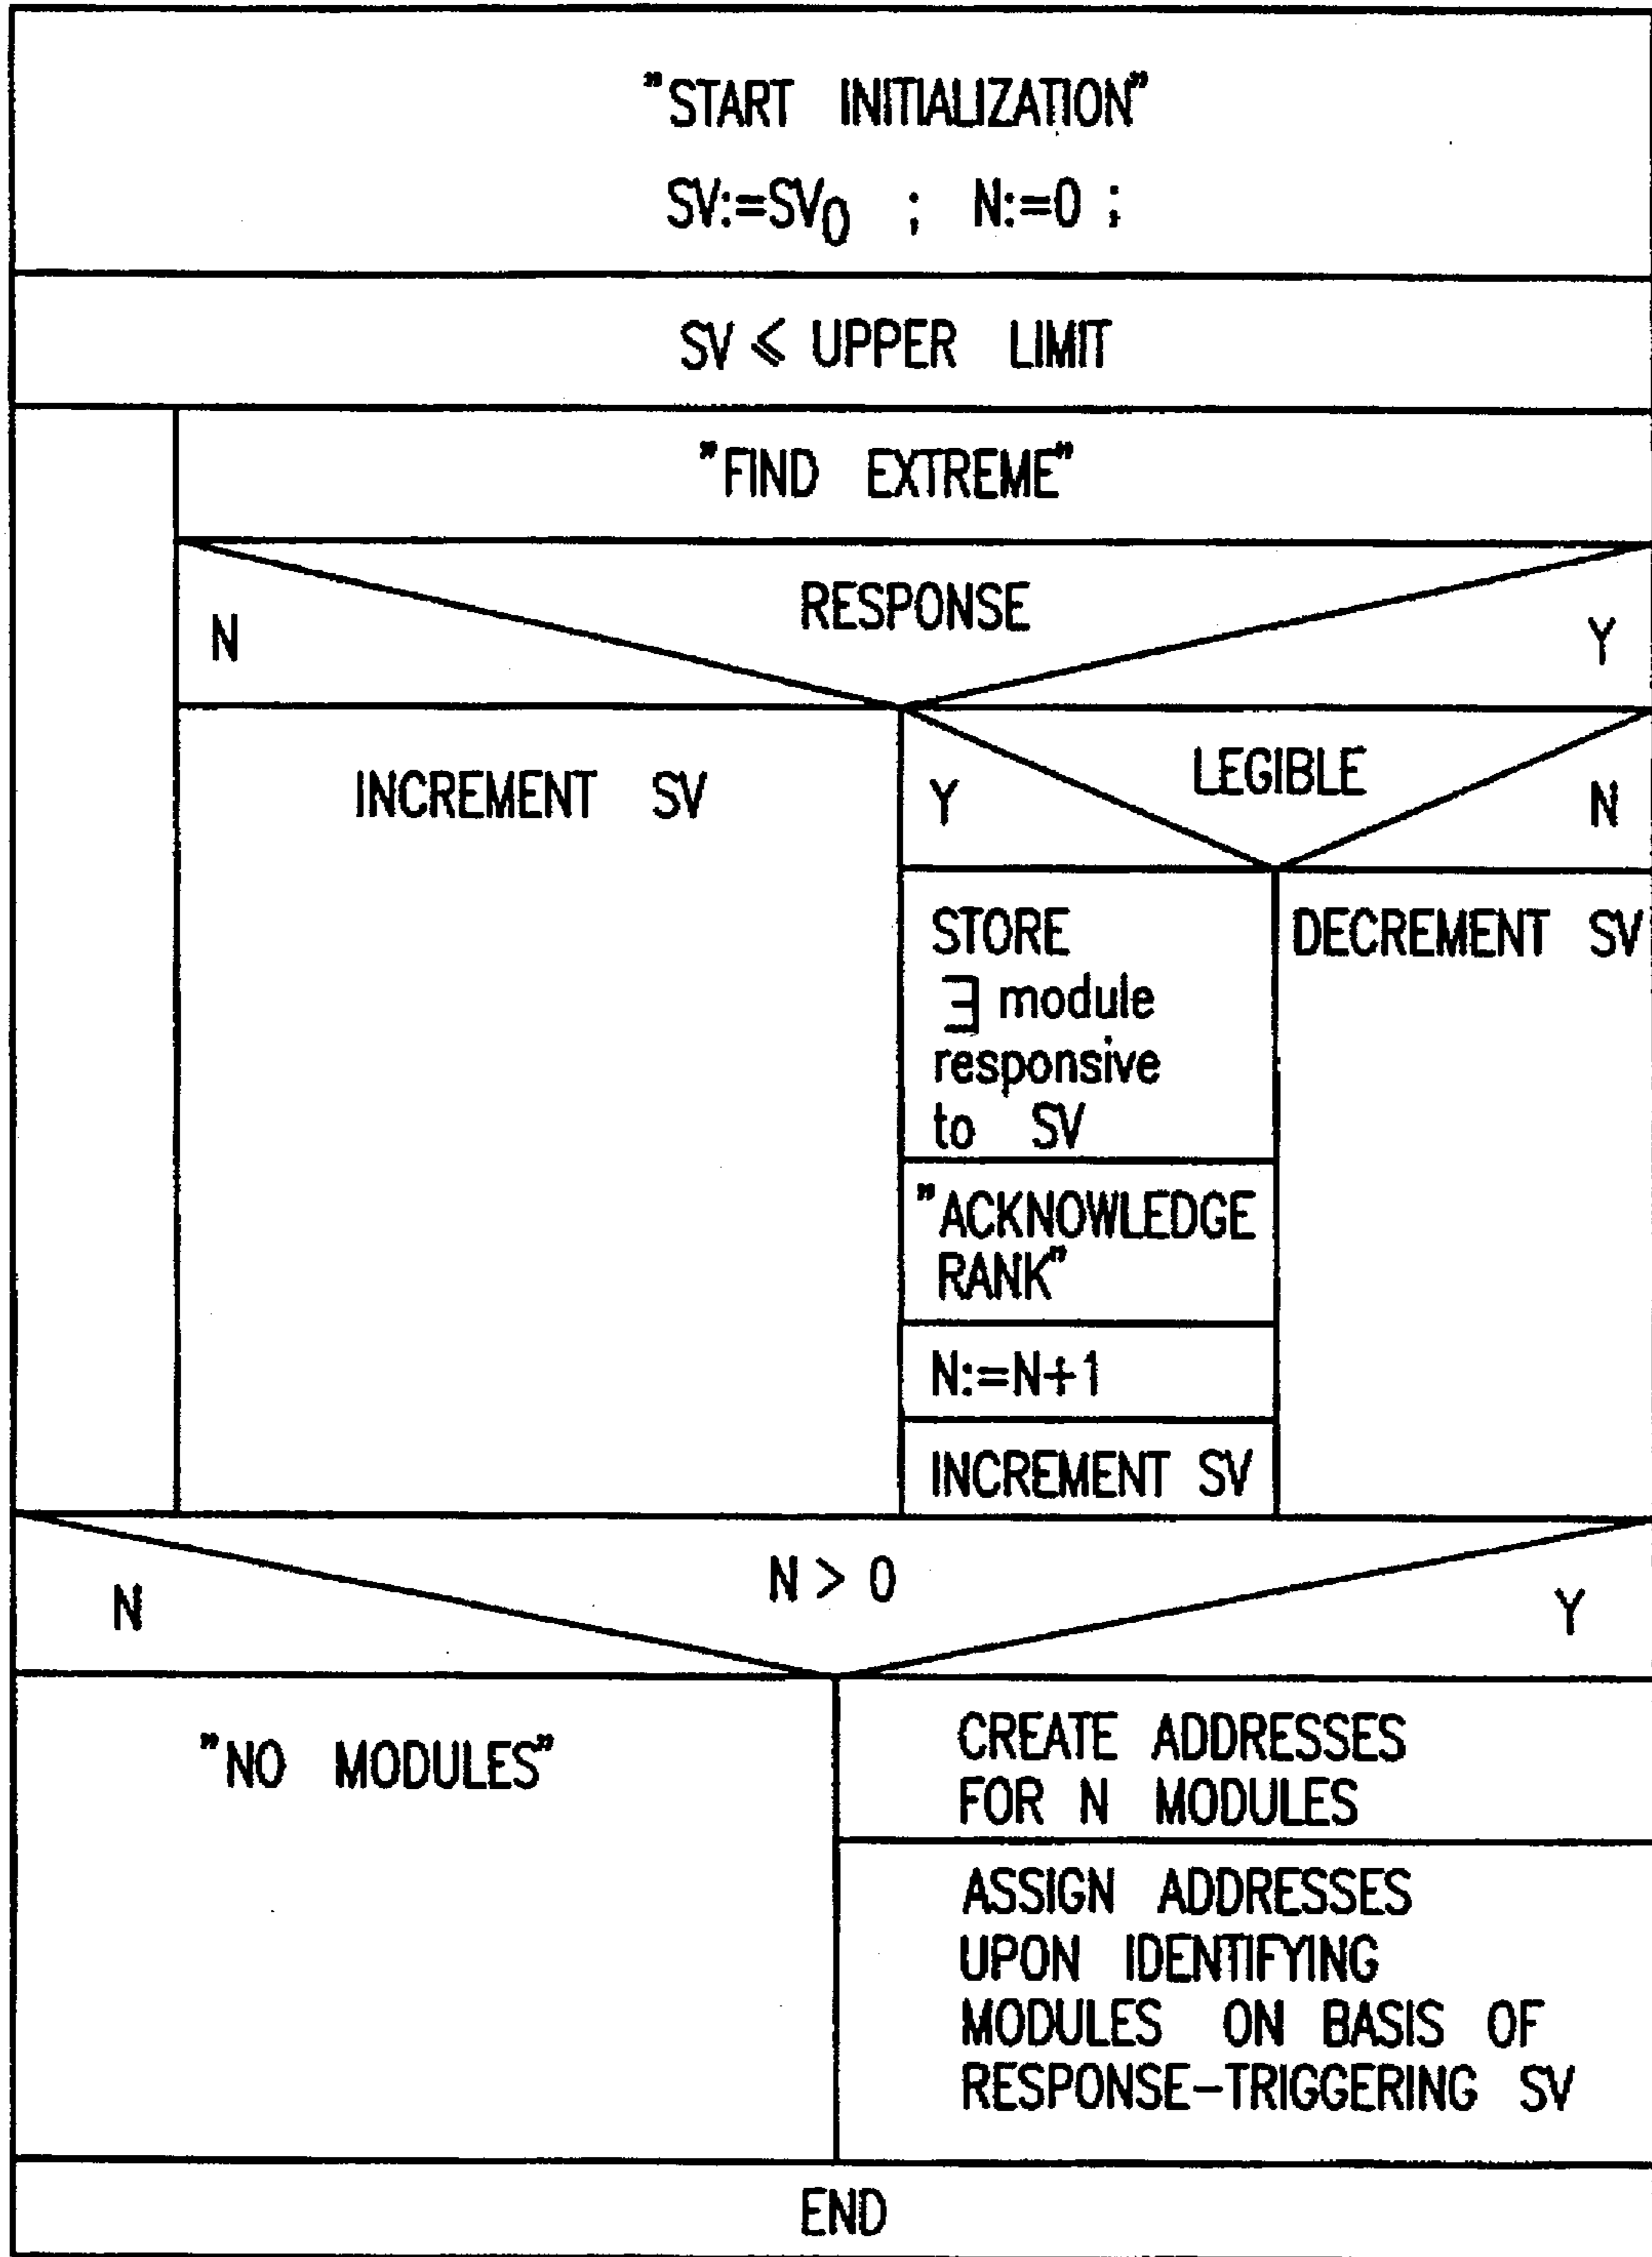 "START INITIALIZATION"
SV:=SV₀ ; N:=0 ;
SV ⩽ UPPER LIMIT
"FIND EXTREME"
RESPONSE
N
Y
INCREMENT SV
LEGIBLE
Y
N
STORE
∃ module
responsive
to SV
DECREMENT SV
"ACKNOWLEDGE
RANK"
N:=N+1
INCREMENT SV
N > 0
N
Y
"NO MODULES"
CREATE ADDRESSES
FOR N MODULES
ASSIGN ADDRESSES
UPON IDENTIFYING
MODULES ON BASIS OF
RESPONSE-TRIGGERING SV
END